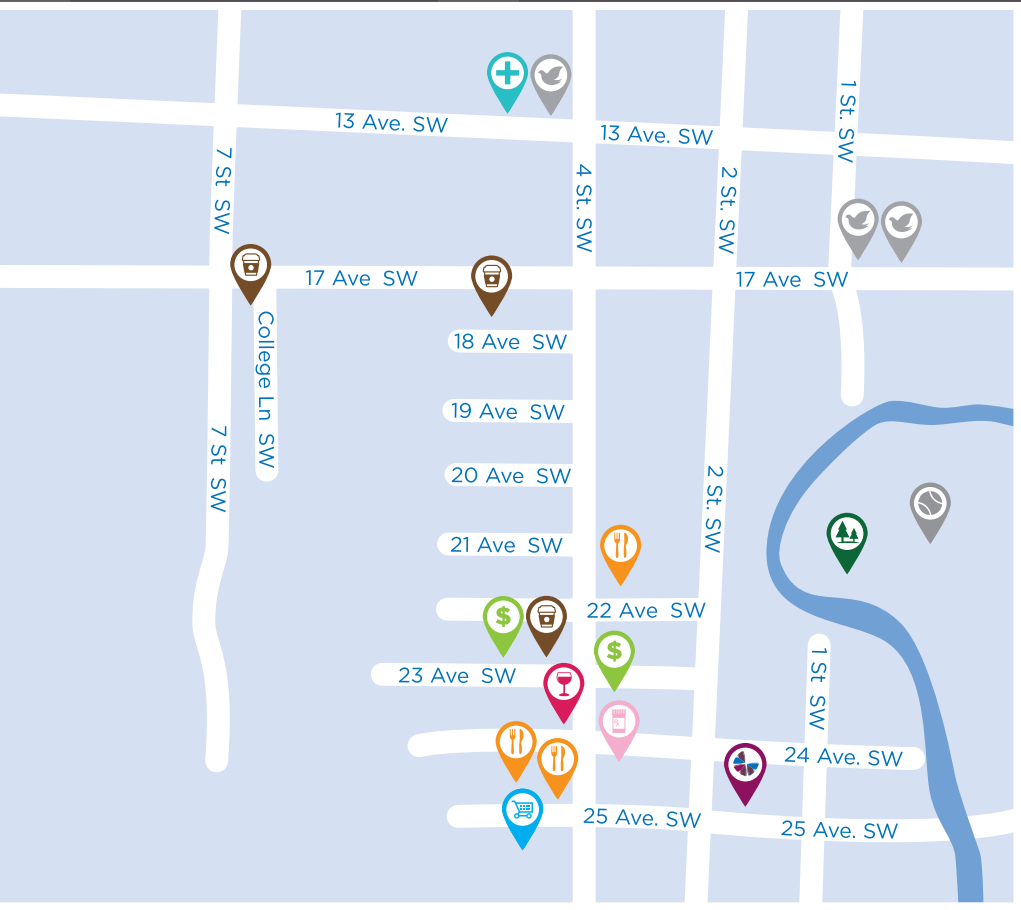 13 Ave. SW
13 Ave. SW
1 St. SW
7 St SW
4 St. SW
2 St. SW
17 Ave SW
17 Ave SW
College Ln SW
18 Ave SW
19 Ave SW
7 St SW
20 Ave SW
2 St. SW
21 Ave SW
22 Ave SW
$
$
23 Ave SW
1 St SW
24 Ave. SW
25 Ave. SW
25 Ave. SW